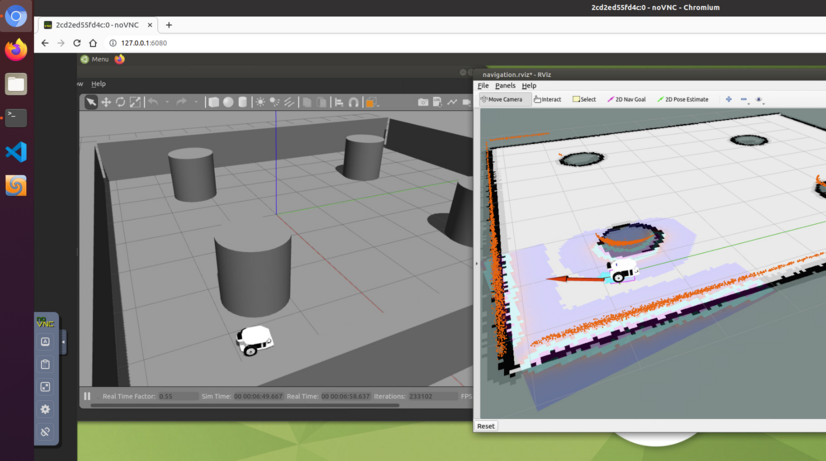 2cd2ed55fd4c:0 - noVNC - Chromium
2cd2ed55fd4c:0 - noVNC
127.0.0.1:6080
Menu
w Help
navigation.rviz* - RViz
File Panels Help
Move Camera Interact Select 2D Nav Goal 2D Pose Estimate
no
VNC
Real Time Factor: 0.55 Sim Time: 00 00:06:49.667 Real Time: 00 00:06:58.637 Iterations: 233102 FPS
Reset